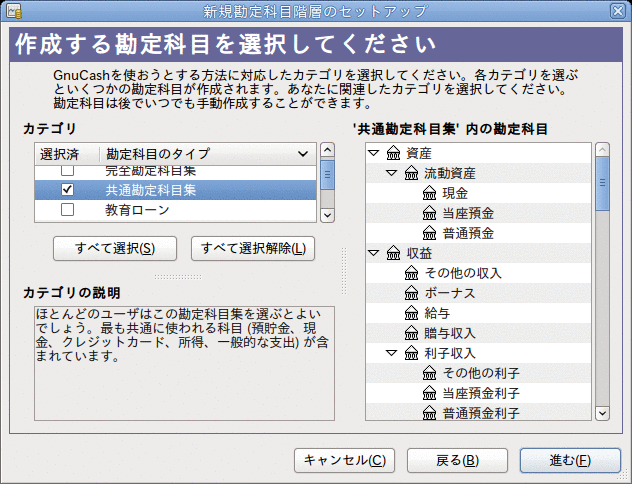 新規勘定科目階層のセットアップ
作成する勘定科目を選択してください
GnuCashを使おうとする方法に対応したカテゴリを選択してください。各カテゴリを選ぶ
といくつかの勘定科目が作成されます。あなたに関連したカテゴリを選択してください。
勘定科目は後でいつでも手動作成することができます。
カテゴリ
選択済 勘定科目のタイプ
完全勘定科目集
共通勘定科目集
教育ローン
すべて選択(S) すべて選択解除(L)
カテゴリの説明
ほとんどのユーザはこの勘定科目集を選ぶとよい
でしょう。最も共通に使われる科目 (預貯金、現
金、クレジットカード、所得、一般的な支出) が含
まれています。
'共通勘定科目集' 内の勘定科目
資産
流動資産
現金
当座預金
普通預金
収益
その他の収入
ボーナス
給与
贈与収入
利子収入
その他の利子
当座預金利子
普通預金利子
キャンセル(C) 戻る(B) 進む(F)